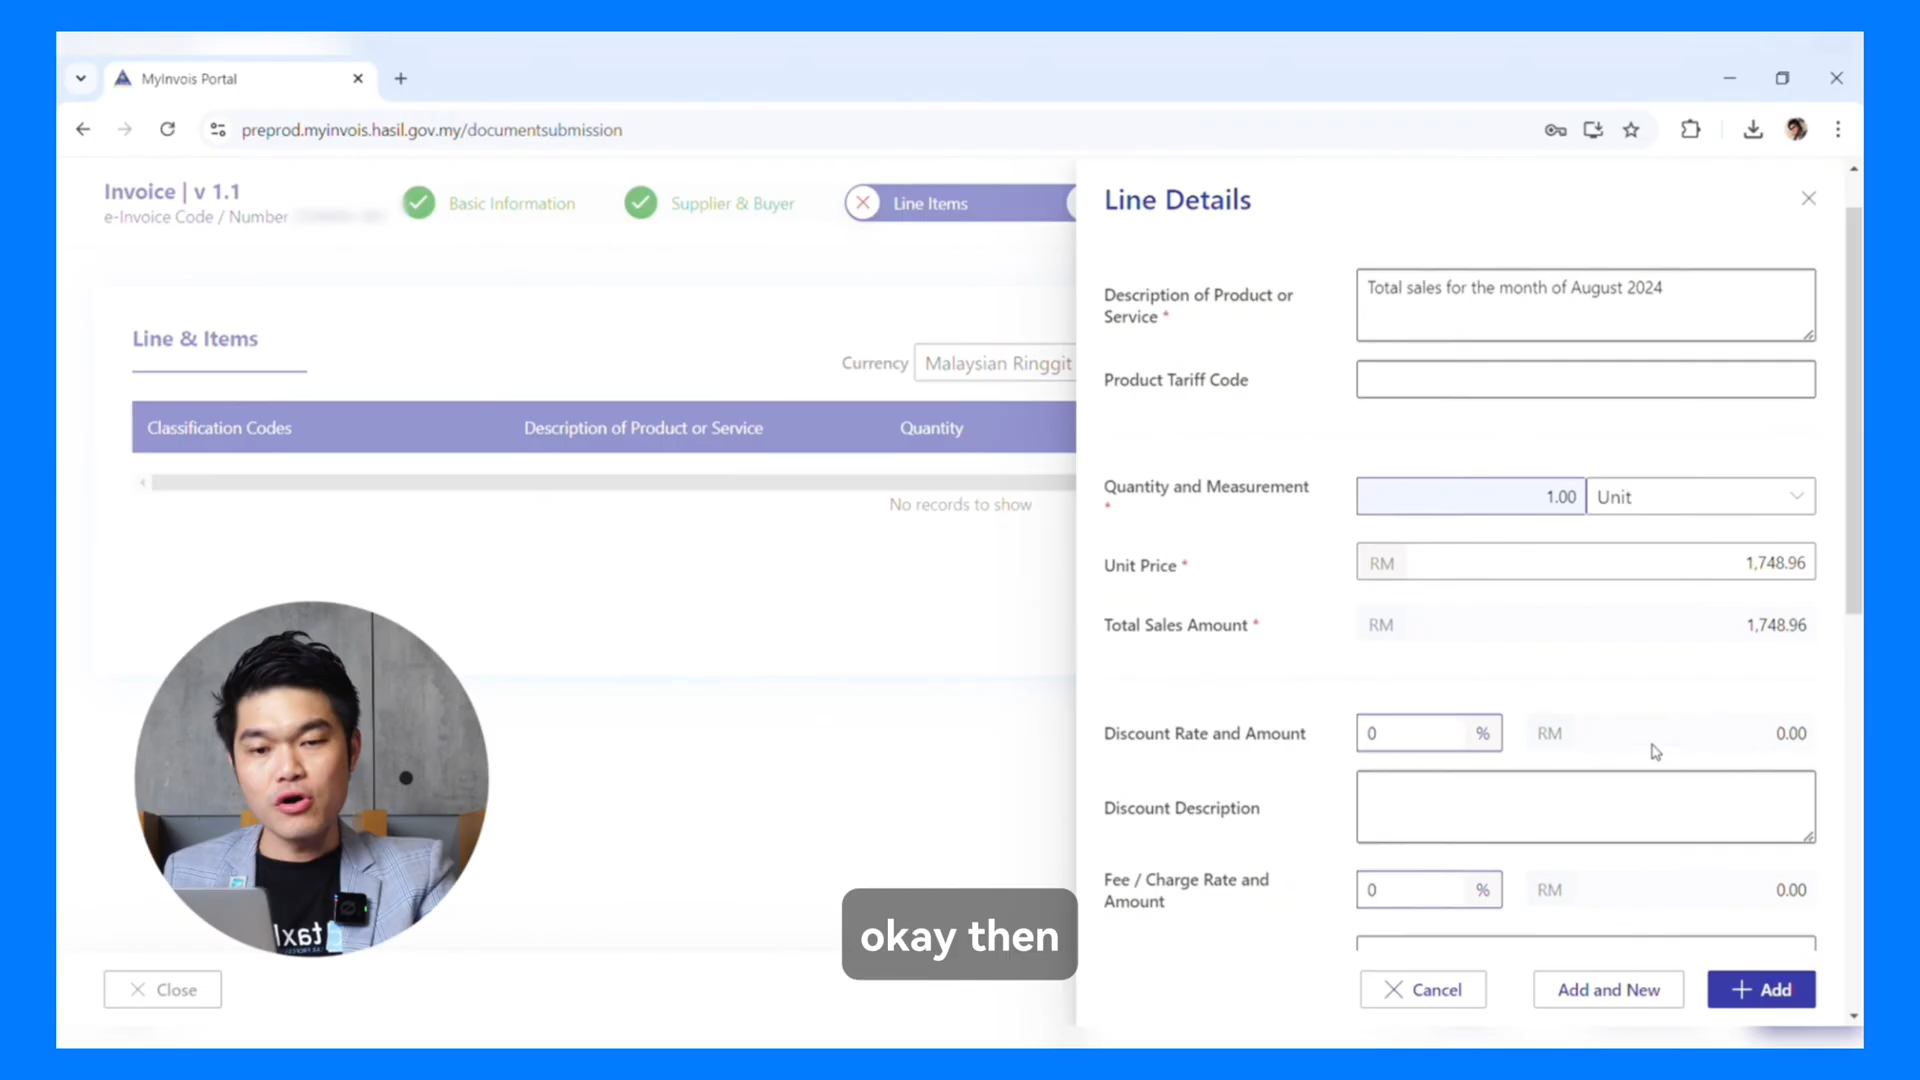 MyInvois Portal
preprod.myinvois.hasil.gov.my/documentsubmission
Invoice | v 1.1
e-Invoice Code / Number
Basic Information
Supplier & Buyer
Line Items
Line & Items
Currency
Malaysian Ringgit
Classification Codes
Description of Product or Service
Quantity
No records to show
Close
Line Details
Description of Product or
Service *
Total sales for the month of August 2024
Product Tariff Code
Quantity and Measurement
*
1.00
Unit
Unit Price *
RM
1,748.96
Total Sales Amount *
RM
1,748.96
Discount Rate and Amount
0
%
RM
0.00
Discount Description
Fee / Charge Rate and
Amount
0
%
RM
0.00
Cancel
Add and New
+ Add
okay then